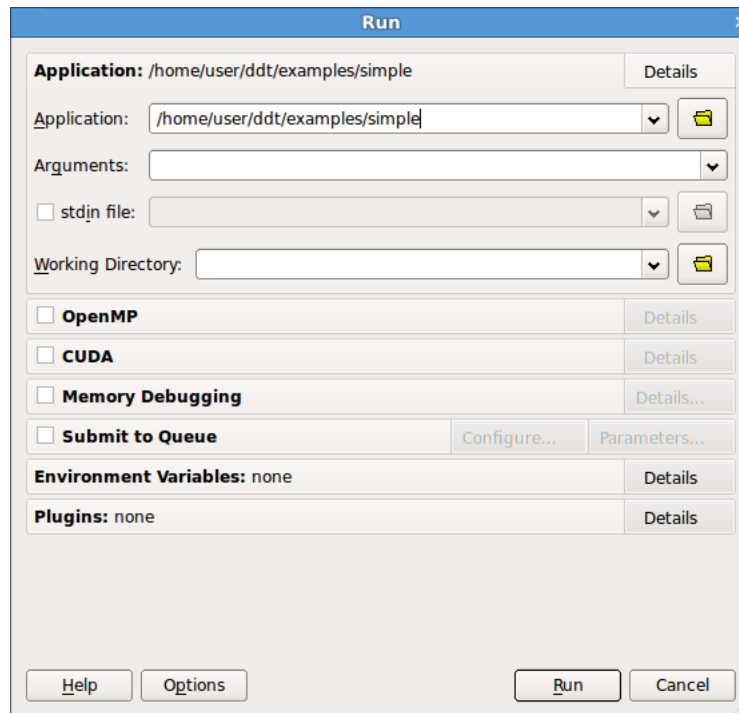 Run
Application: /home/user/ddt/examples/simple Details
Application: /home/user/ddt/examples/simple
Arguments:
stdin file:
Working Directory:
OpenMP Details
CUDA Details
Memory Debugging Details...
Submit to Queue Configure... Parameters...
Environment Variables: none Details
Plugins: none Details
Help Options Run Cancel